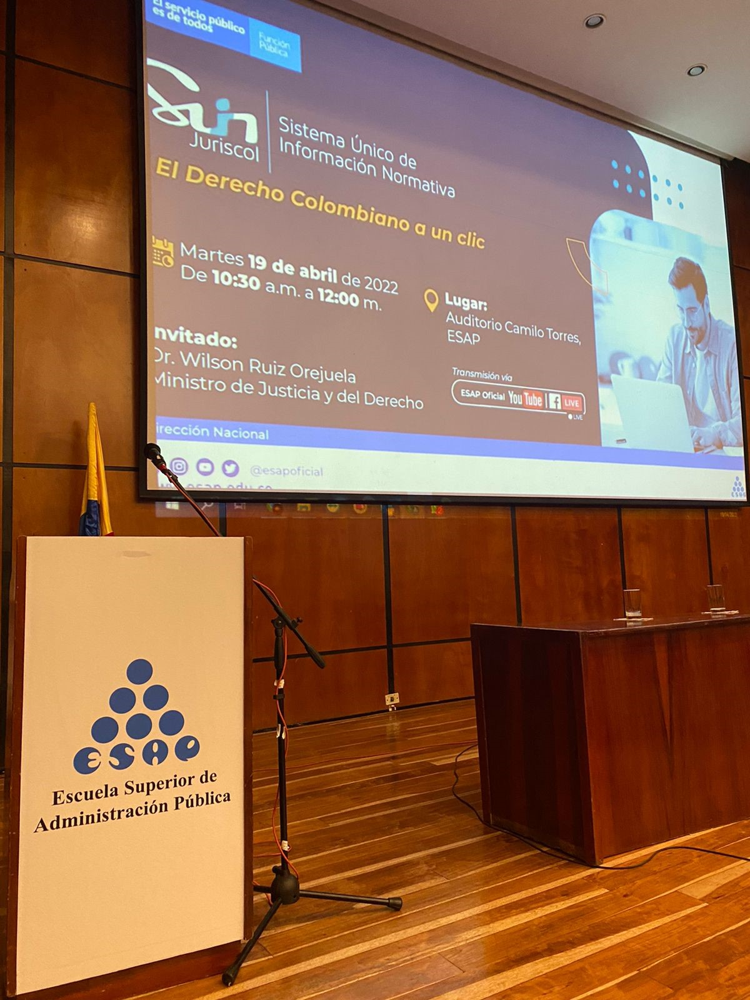 El servicio público
es de todos
Función
Pública
Suin
Juriscol
Sistema Único de
Información Normativa
El Derecho Colombiano a un clic
Martes 19 de abril de 2022
De 10:30 a.m. a 12:00 m.
Lugar:
Auditorio Camilo Torres,
ESAP
nvitado:
Dr. Wilson Ruiz Orejuela
Ministro de Justicia y del Derecho
Transmisión vía
ESAP Oficial YouTube | f LIVE
LIVE
irección Nacional
@esapoficial
esap.edu.co
ESAP
ESAP
Escuela Superior de
Administración Pública